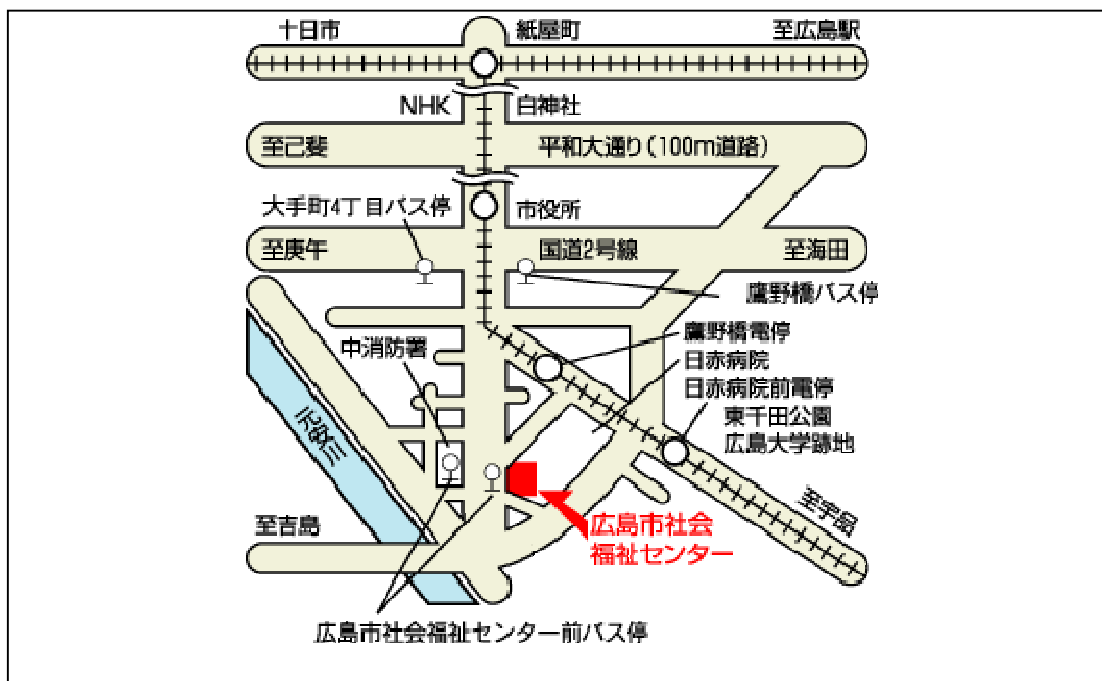 十日市
紙屋町
至広島駅
NHK
白神社
至己斐
平和大通り（100m道路）
大手町4丁目バス停
市役所
至庚午
国道2号線
至海田
鷹野橋バス停
中消防署
鷹野橋電停
日赤病院
日赤病院前電停
東千田公園
広島大学跡地
元安川
至宇品
至吉島
広島市社会
福祉センター
広島市社会福祉センター前バス停